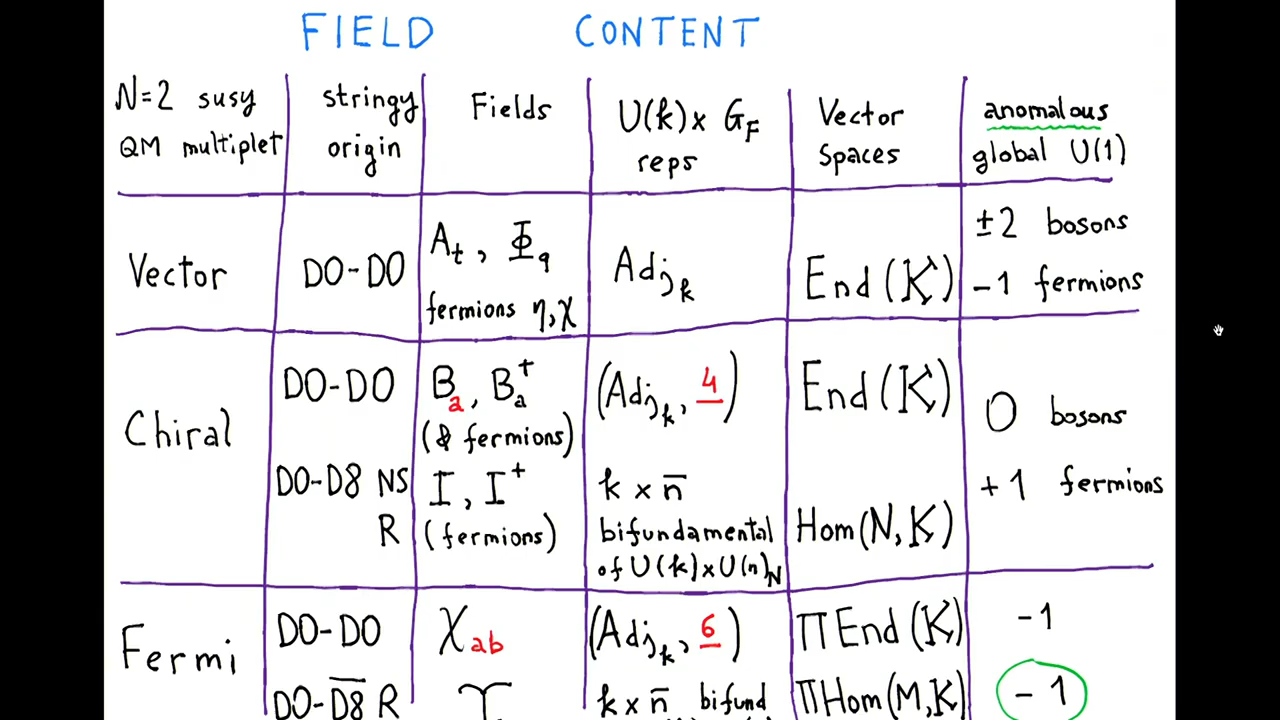 FIELD CONTENT
N=2 susy QM multiplet
stringy origin
Fields
U(k)× G_F reps
Vector Spaces
anomalous global U(1)
Vector
D0-D0
A_t, Φ_q
fermions η,χ
Adj_k
End(K)
±2 bosons
-1 fermions
Chiral
D0-D0
B_a, B_a^†
(& fermions)
(Adj_k, 4)
End(K)
0 bosons
D0-D8 NS
R
I, I^+
(fermions)
k × n̄
bifundamental
of U(k)×U(n)_N
Hom(N,K)
+1 fermions
Fermi
D0-D0
χ_ab
(Adj_k, 6)
ΠEnd(K)
-1
D0-D̄8̄ R
k × n̄ bifund
ΠHom(M,K)
-1